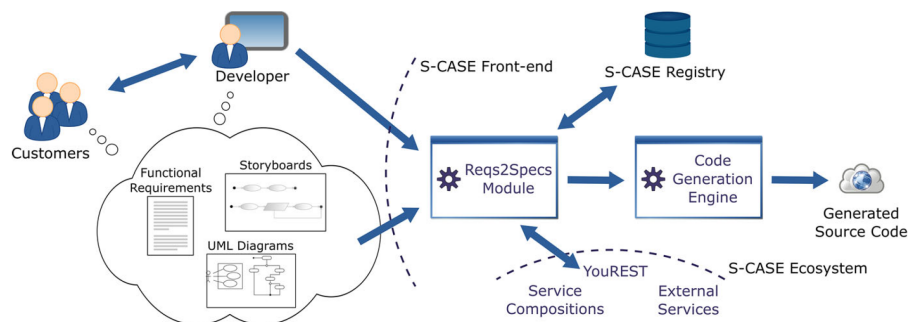 Developer
Customers
S-CASE Front-end
S-CASE Registry
Functional
Requirements
Storyboards
UML Diagrams
Reqs2Specs
Module
Code
Generation
Engine
Generated
Source Code
YouREST
Service
Compositions
External
Services
S-CASE Ecosystem